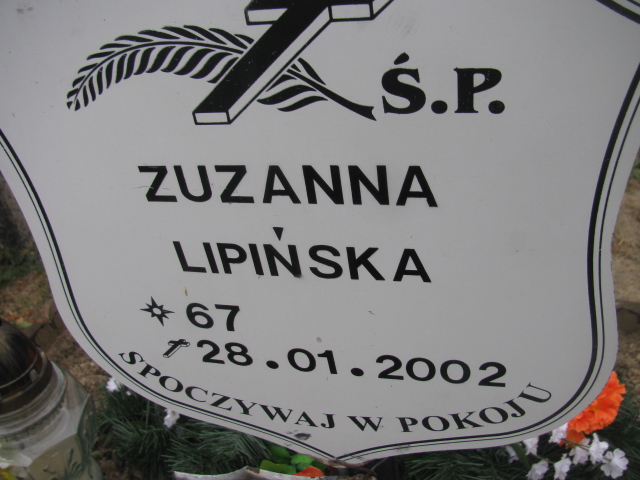 Ś.P.
ZUZANNA
LIPIŃSKA
67
28.01.2002
SPOCZYWAJ W POKOJU